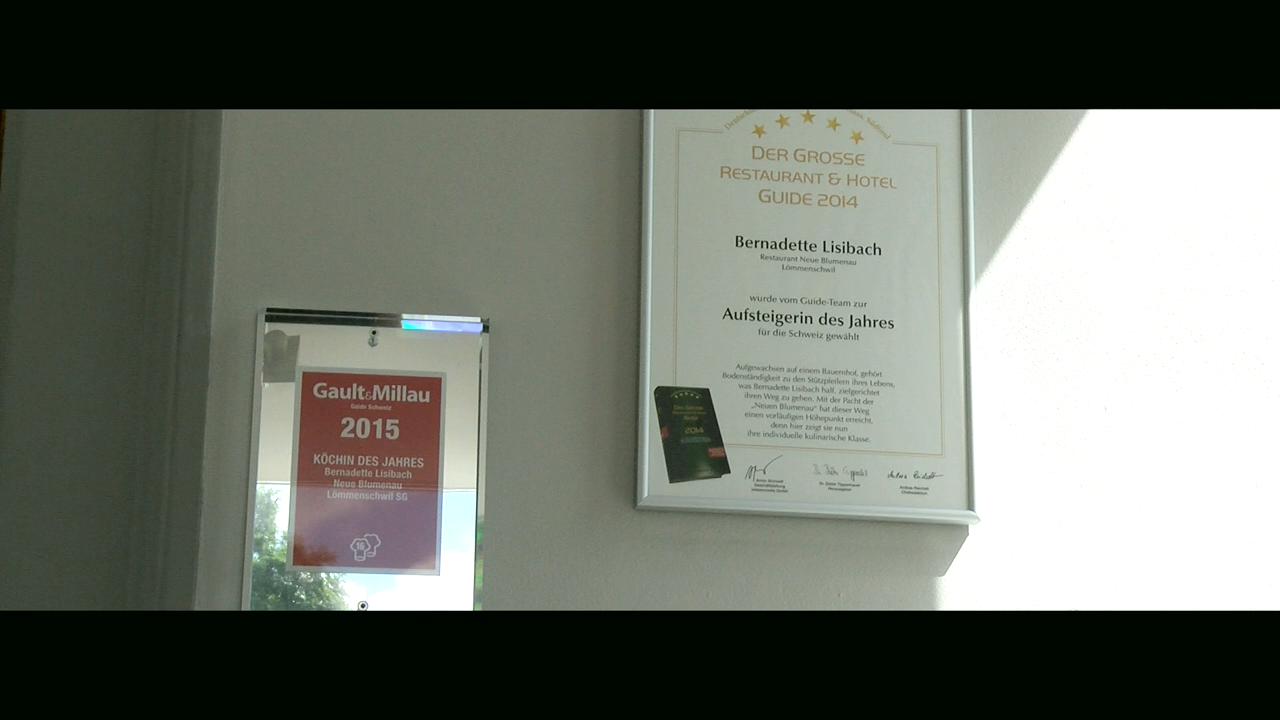 Gault&Millau
Guide Schweiz
2015
KÖCHIN DES JAHRES
Bernadette Lisibach
Neue Blumenau
Lömmenschwil SG
16
DER GROSSE
RESTAURANT & HOTEL
GUIDE 2014
Bernadette Lisibach
Restaurant Neue Blumenau
Lömmenschwil
wurde vom Guide-Team zur
Aufsteigerin des Jahres
für die Schweiz gewählt
Aufgewachsen auf einem Bauernhof, gehört
Bodenständigkeit zu den Stützpfeilern ihres Lebens,
was Bernadette Lisibach half, zielgerichtet
ihren Weg zu gehen. Mit der Pacht der
„Neuen Blumenau" hat dieser Weg
einen vorläufigen Höhepunkt erreicht,
denn hier zeigt sie nun
ihre individuelle kulinarische Klasse.
DER GROSSE
2014